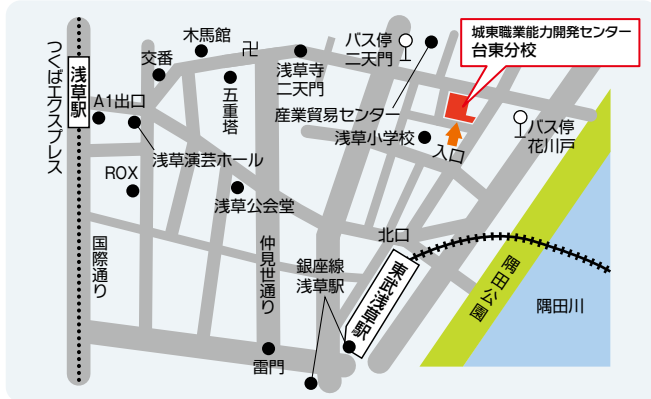 城東職業能力開発センター
台東分校
木馬館
卍
バス停
二天門
交番
浅草寺
二天門
つくばエクスプレス
浅草駅
五重塔
産業貿易センター
A1出口
浅草小学校
バス停
花川戸
入口
浅草演芸ホール
ROX
浅草公会堂
北口
国際通り
仲見世通り
銀座線
浅草駅
東武浅草駅
隅田公園
隅田川
雷門